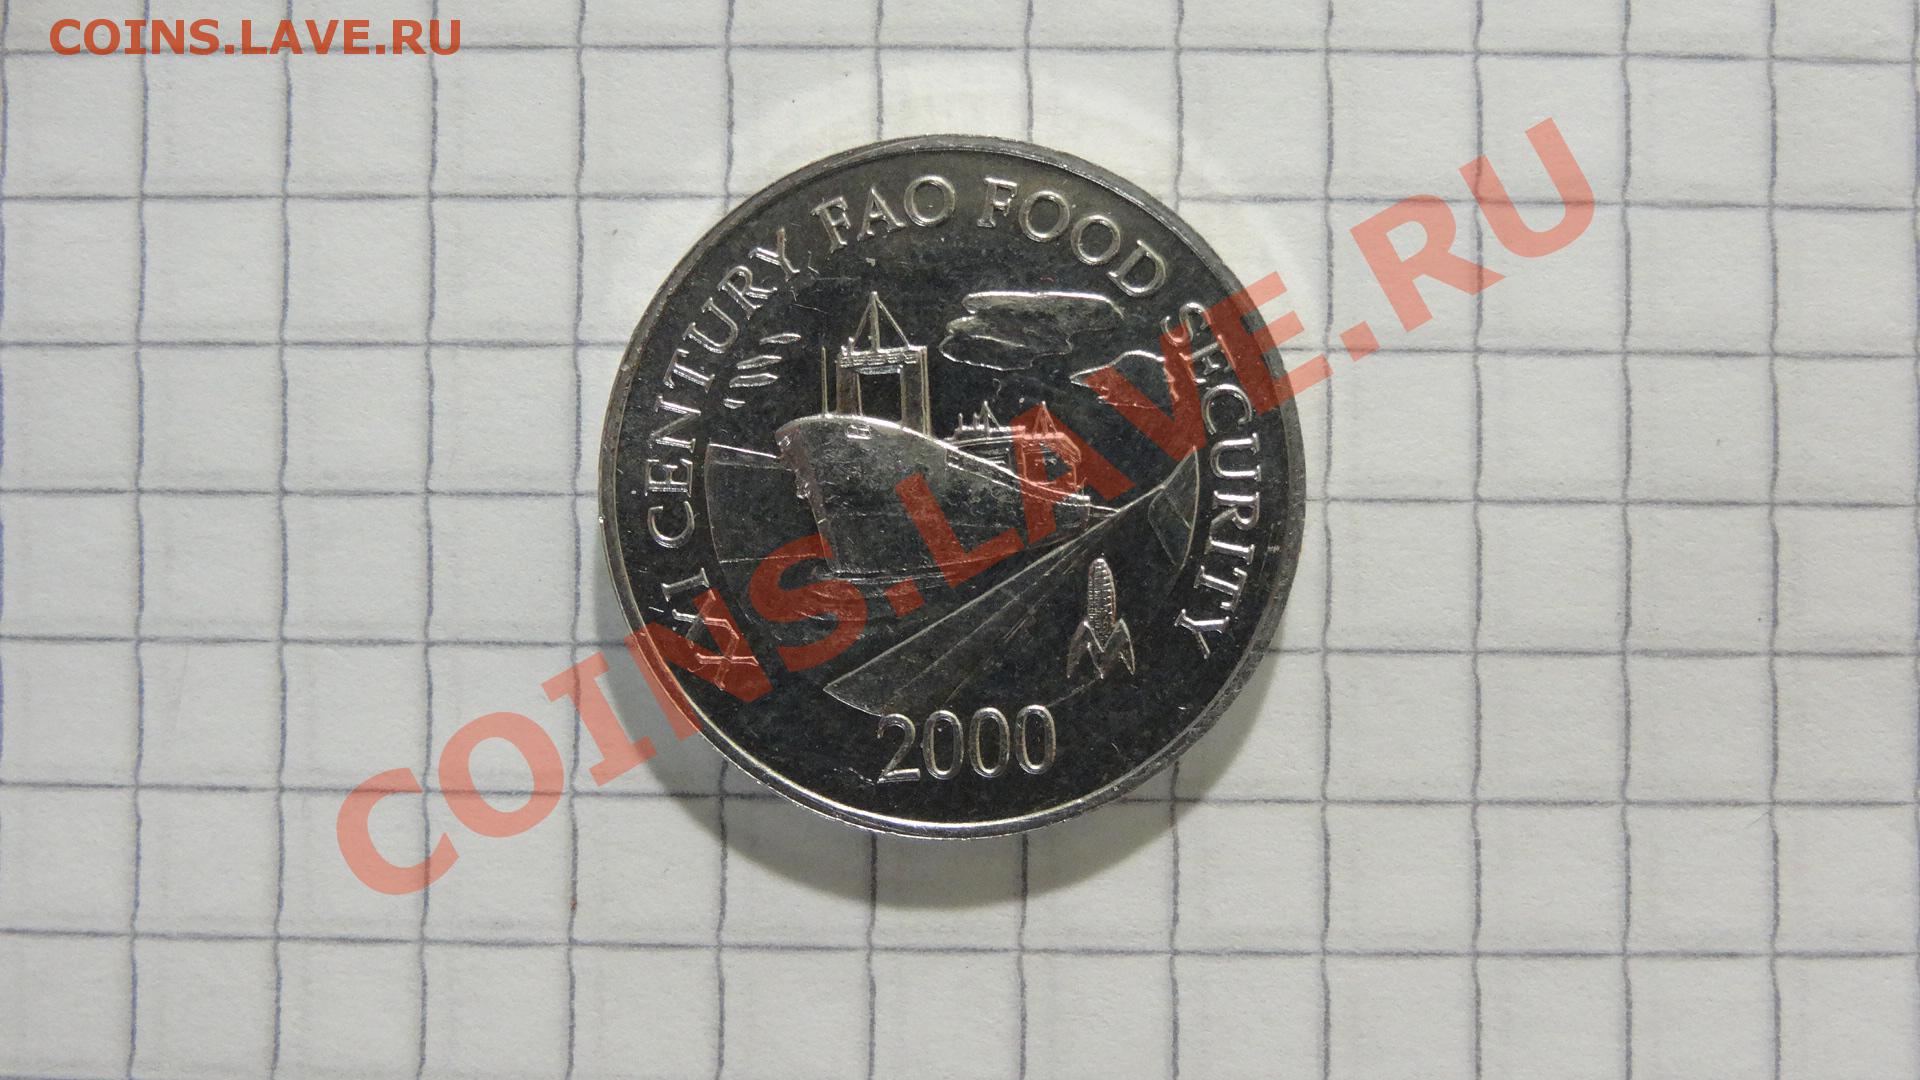 COINS.LAVE.RU
XXI CENTURY FAO FOOD SECURITY
2000
COINS.LAVE.RU